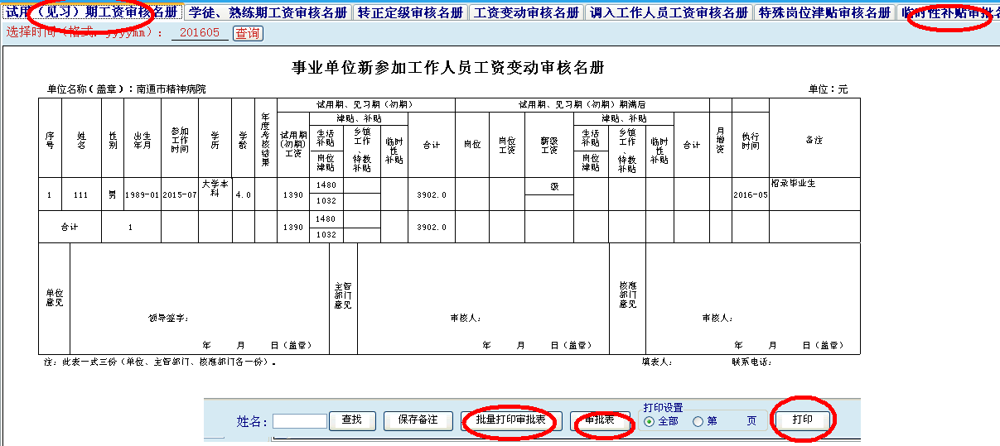 试用（见习）期工资审核名册 学徒、熟练期工资审核名册 转正定级审核名册 工资变动审核名册 调入工作人员工资审核名册 特殊岗位津贴审核名册 临时性补贴审批名
选择时间（格式：yyyymm）： 201605 查询
事业单位新参加工作人员工资变动审核名册
单位名称（盖章）：南通市精神病院 单位：元
序号 姓名 性别 出生年月 参加工作时间 学历 学龄 年度考核结果 试用期、见习期（初期） 试用期、见习期（初期）期满后 月增资 执行时间 备注
试用期(初期)工资 津贴、补贴 合计 岗位 岗位工资 薪级工资 津贴、补贴 合计
生活补贴 乡镇工作、特教补贴 临时性补贴 生活补贴 乡镇工作、特教补贴 临时性补贴
岗位津贴 岗位津贴
1 111 男 1989-01 2015-07 大学本科 4.0 1390 1480 3902.0 级 2016-05 招录毕业生
1032
合计 1 1390 1480 3902.0
1032
单位意见 主管部门意见 核准部门意见
领导签字： 审核人： 审核人：
年 月 日（盖章） 年 月 日（盖章） 年 月 日（盖章）
注：此表一式三份（单位、主管部门、核准部门各一份）。 填表人： 联系电话：
打印设置
姓名： 查找 保存备注 批量打印审批表 审批表 全部 第 页 打印